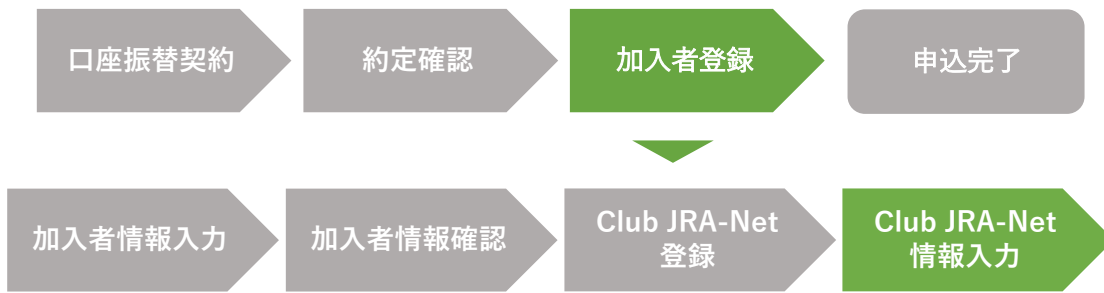 口座振替契約
約定確認
加入者登録
申込完了
加入者情報入力
加入者情報確認
Club JRA-Net
登録
Club JRA-Net
情報入力